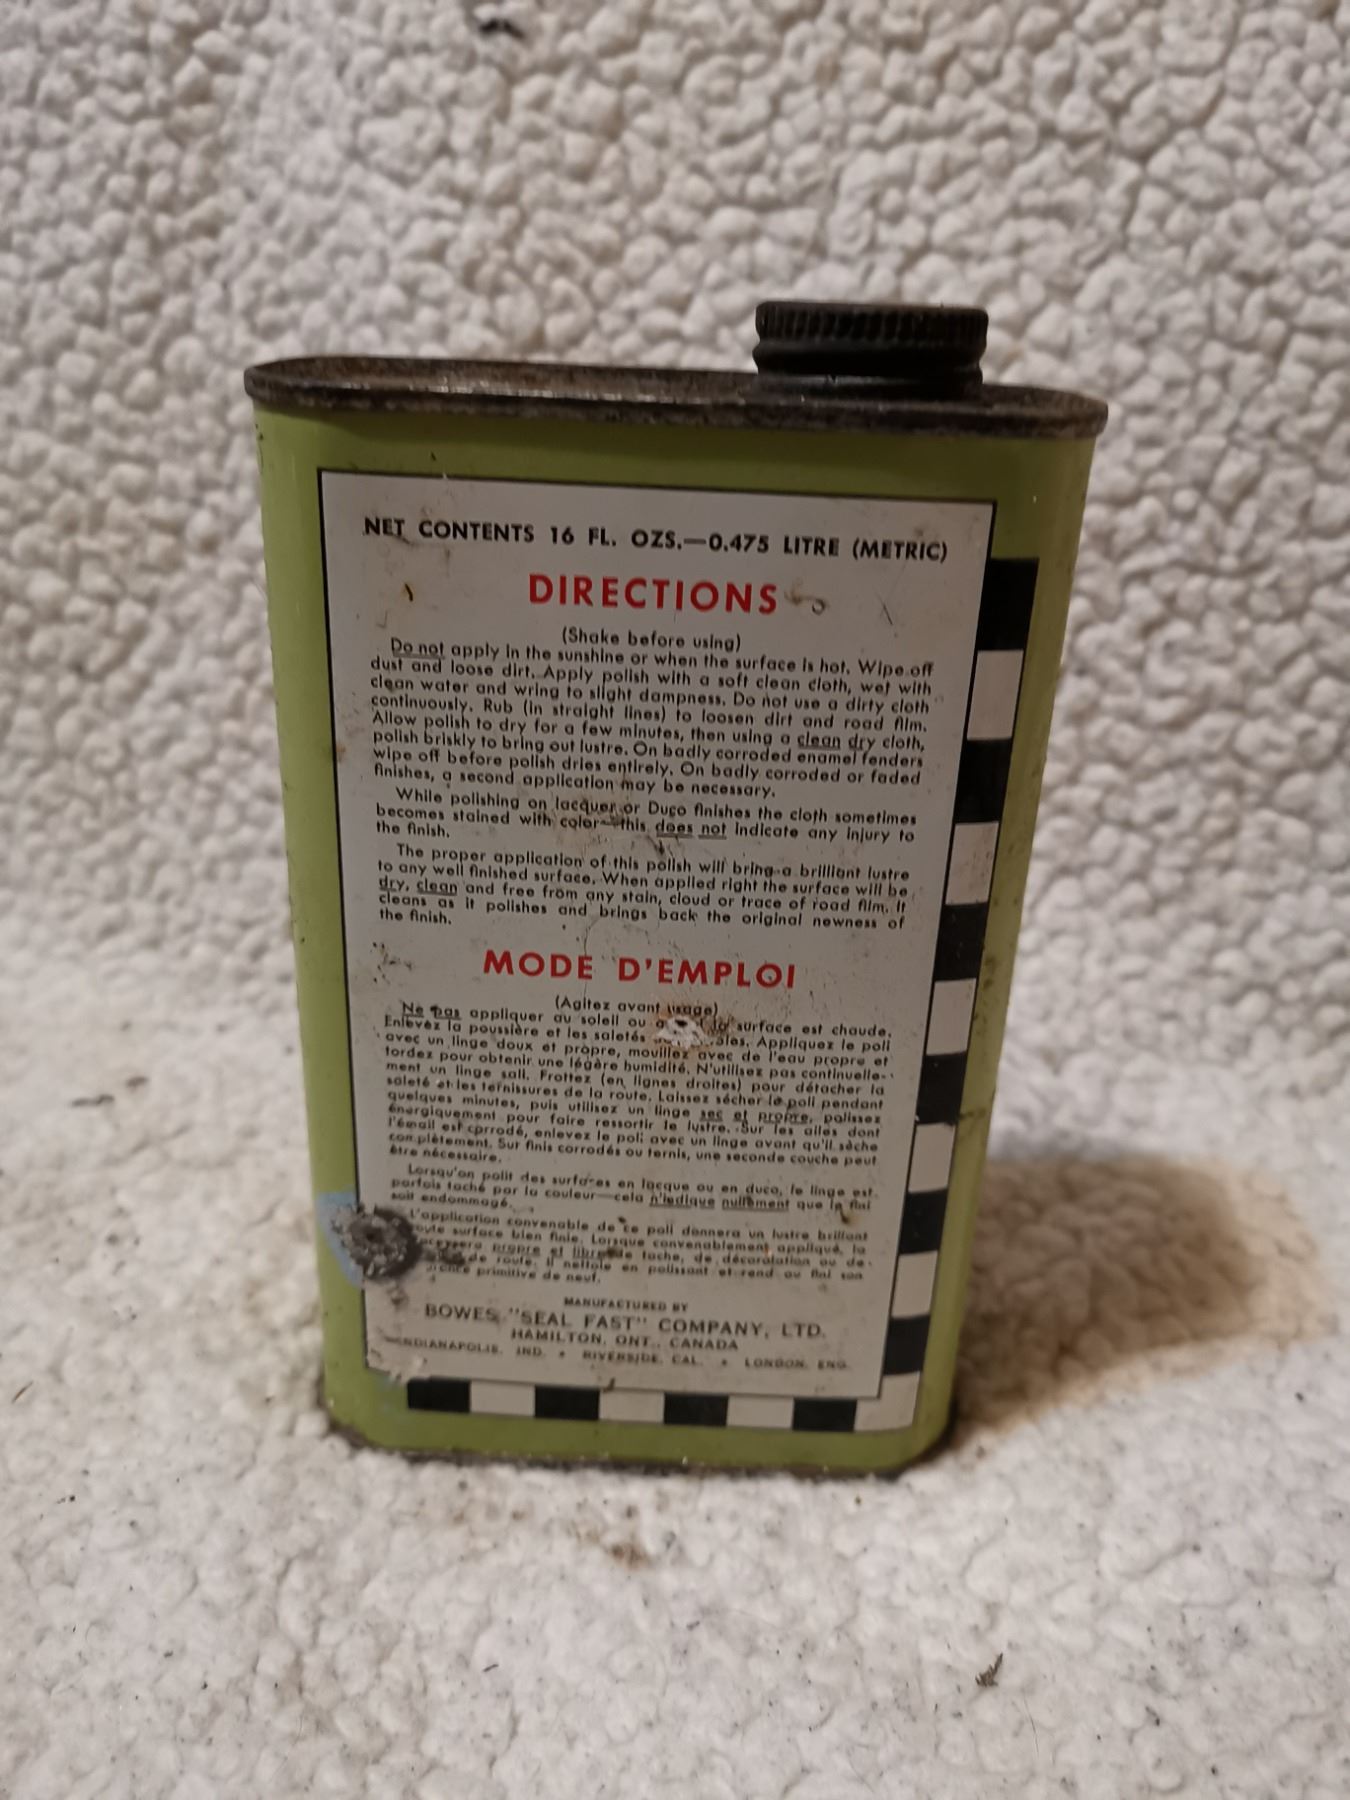 NET CONTENTS 16 FL. OZS.—0.475 LITRE (METRIC)
DIRECTIONS
(Shake before using)
Do not apply in the sunshine or when the surface is hot. Wipe off
dust and loose dirt. Apply polish with a soft clean cloth, wet with
clean water and wring to slight dampness. Do not use a dirty cloth
continuously. Rub (in straight lines) to loosen dirt and road film.
Allow polish to dry for a few minutes, then using a clean dry cloth,
polish briskly to bring out lustre. On badly corroded enamel fenders
wipe off before polish dries entirely. On badly corroded or faded
finishes, a second application may be necessary.
While polishing on lacquer or Duco finishes the cloth sometimes
becomes stained with color—this does not indicate any injury to
the finish.
The proper application of this polish will bring a brilliant lustre
to any well finished surface. When applied right the surface will be
dry, clean and free from any stain, cloud or trace of road film. It
cleans as it polishes and brings back the original newness of
the finish.
MODE D'EMPLOI
(Agitez avant usage)
Ne pas appliquer au soleil ou la surface est chaude.
Enlevez la poussière et les saletés Appliquez le poli
avec un linge doux et propre, mouillez avec de l'eau propre et
tordez pour obtenir une légère humidité. N'utilisez pas continuelle-
ment un linge sali. Frottez (en lignes droites) pour détacher la
saleté et les ternissures de la route. Laissez sécher le poli pendant
quelques minutes, puis utilisez un linge sec et propre, polissez
énergiquement pour faire ressortir le lustre. Sur les ailes dont
l'émail est corrodé, enlevez le poli avec un linge avant qu'il sèche
complètement. Sur finis corrodés ou ternis, une seconde couche peut
être nécessaire.
Lorsqu'on polit des surfaces en lacque ou en duco, le linge est
parfois taché par la couleur—cela n'indique nullement que le fini
soit endommagé.
L'application convenable de ce poli donnera un lustre brillant
surface bien finie. Lorsque convenablement appliqué, la
propre et libre de tache, de décoloration ou de
de route. Il nettoie en polissant et rend au fini son
primitive de neuf.
MANUFACTURED BY
BOWES "SEAL FAST" COMPANY, LTD.
HAMILTON, ONT., CANADA
INDIANAPOLIS, IND. • RIVERSIDE, CAL. • LONDON, ENG.